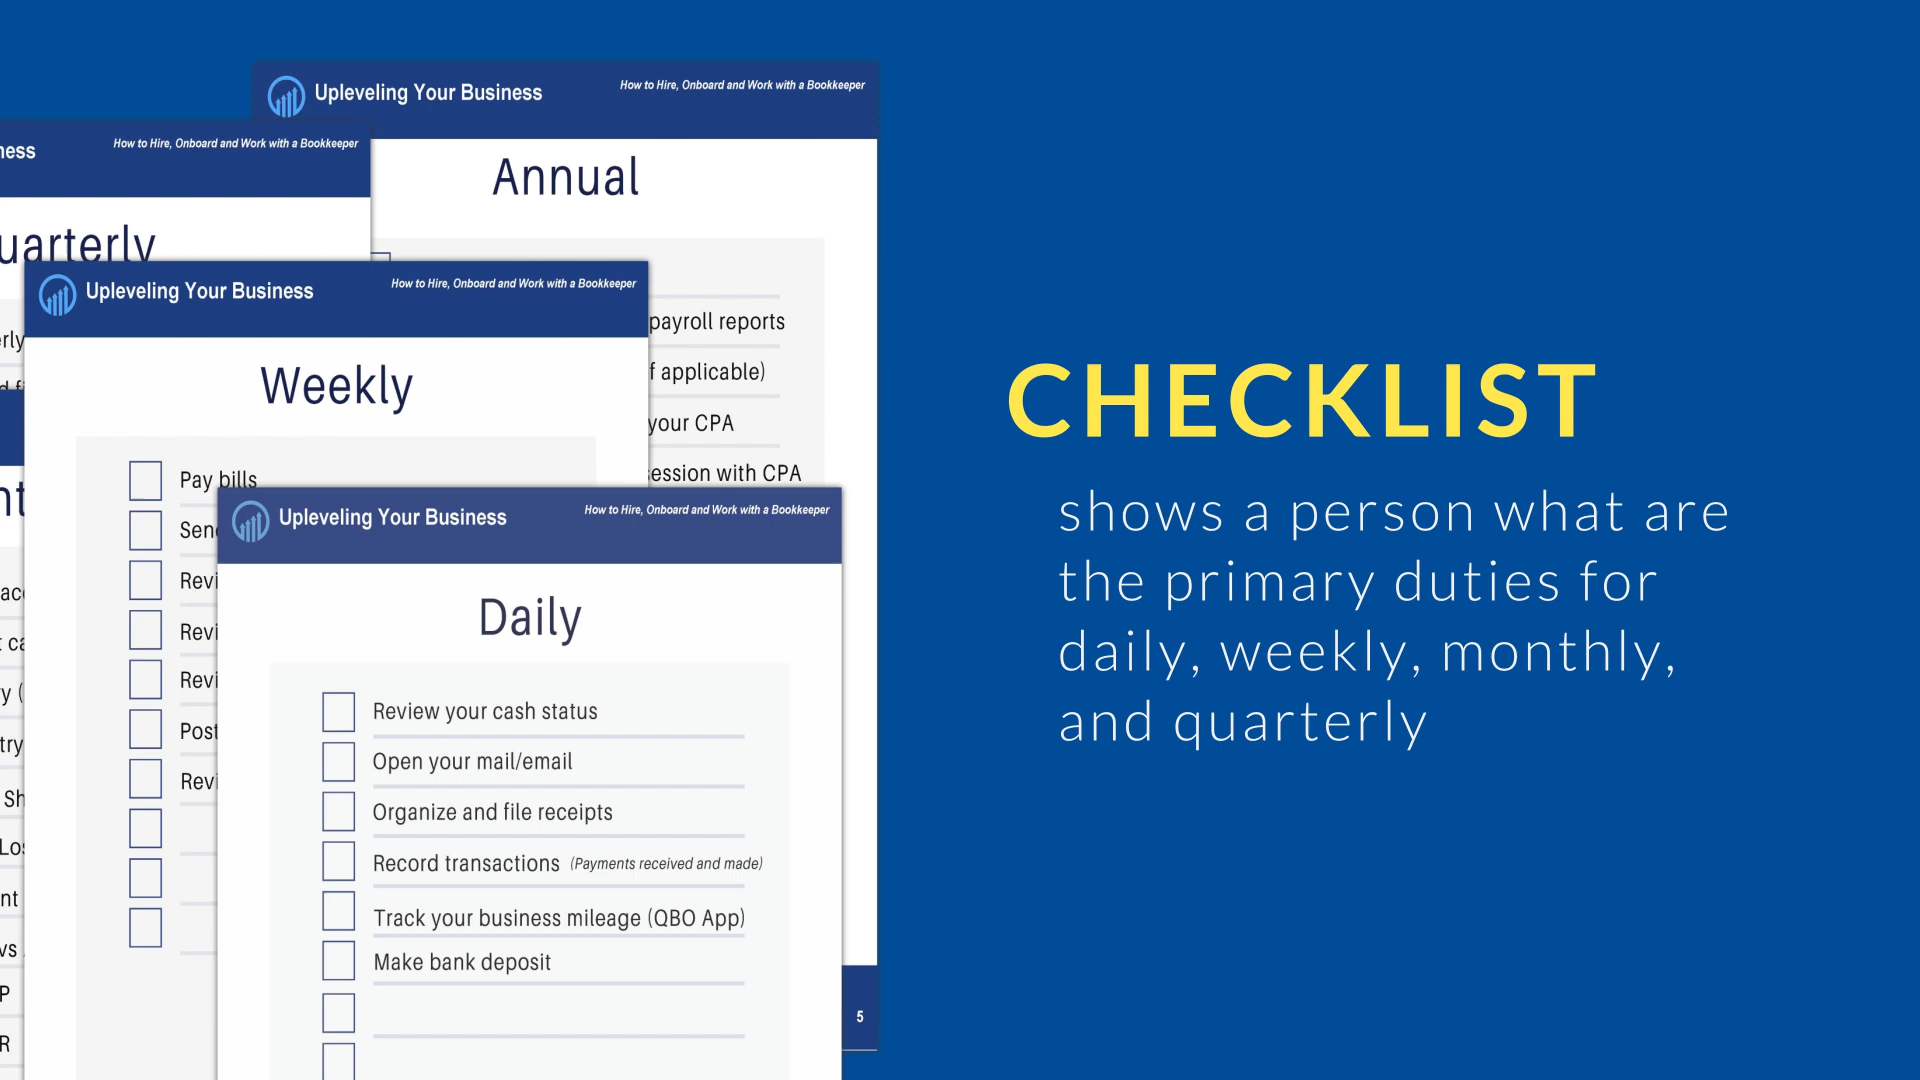 Upleveling Your Business
How to Hire, Onboard and Work with a Bookkeeper
Annual
payroll reports
applicable)
your CPA
with CPA
5
How to Hire, Onboard and Work with a Bookkeeper
Upleveling Your Business
How to Hire, Onboard and Work with a Bookkeeper
Weekly
Pay bills
Post
Upleveling Your Business
How to Hire, Onboard and Work with a Bookkeeper
Daily
Review your cash status
Open your mail/email
Organize and file receipts
Record transactions (Payments received and made)
Track your business mileage (QBO App)
Make bank deposit
CHECKLIST
shows a person what are
the primary duties for
daily, weekly, monthly,
and quarterly